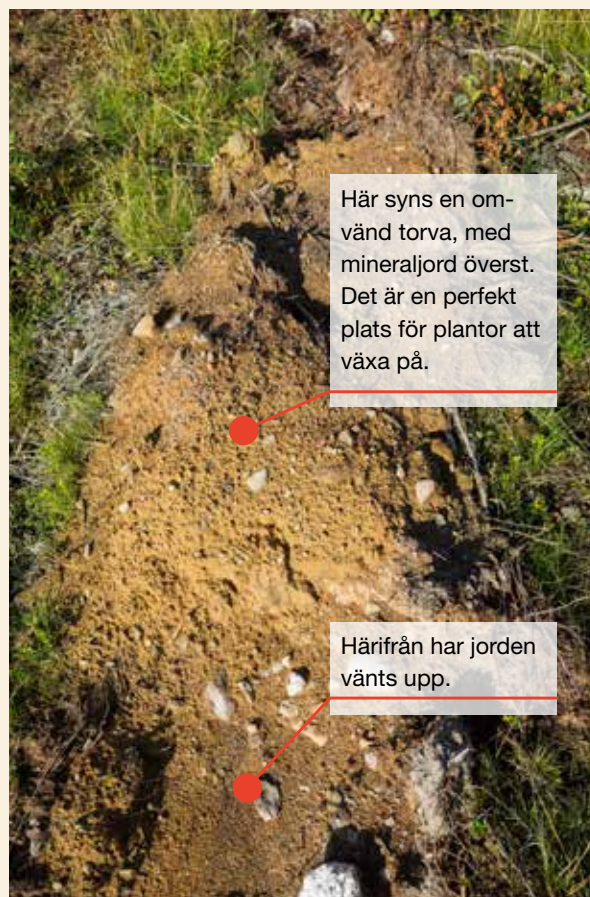 Här syns en om-
vänd torva, med
mineraljord överst.
Det är en perfekt
plats för plantor att
växa på.
Härifrån har jorden
vänts upp.